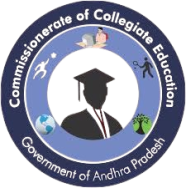 Commissionerate of Collegiate Education
Government of Andhra Pradesh